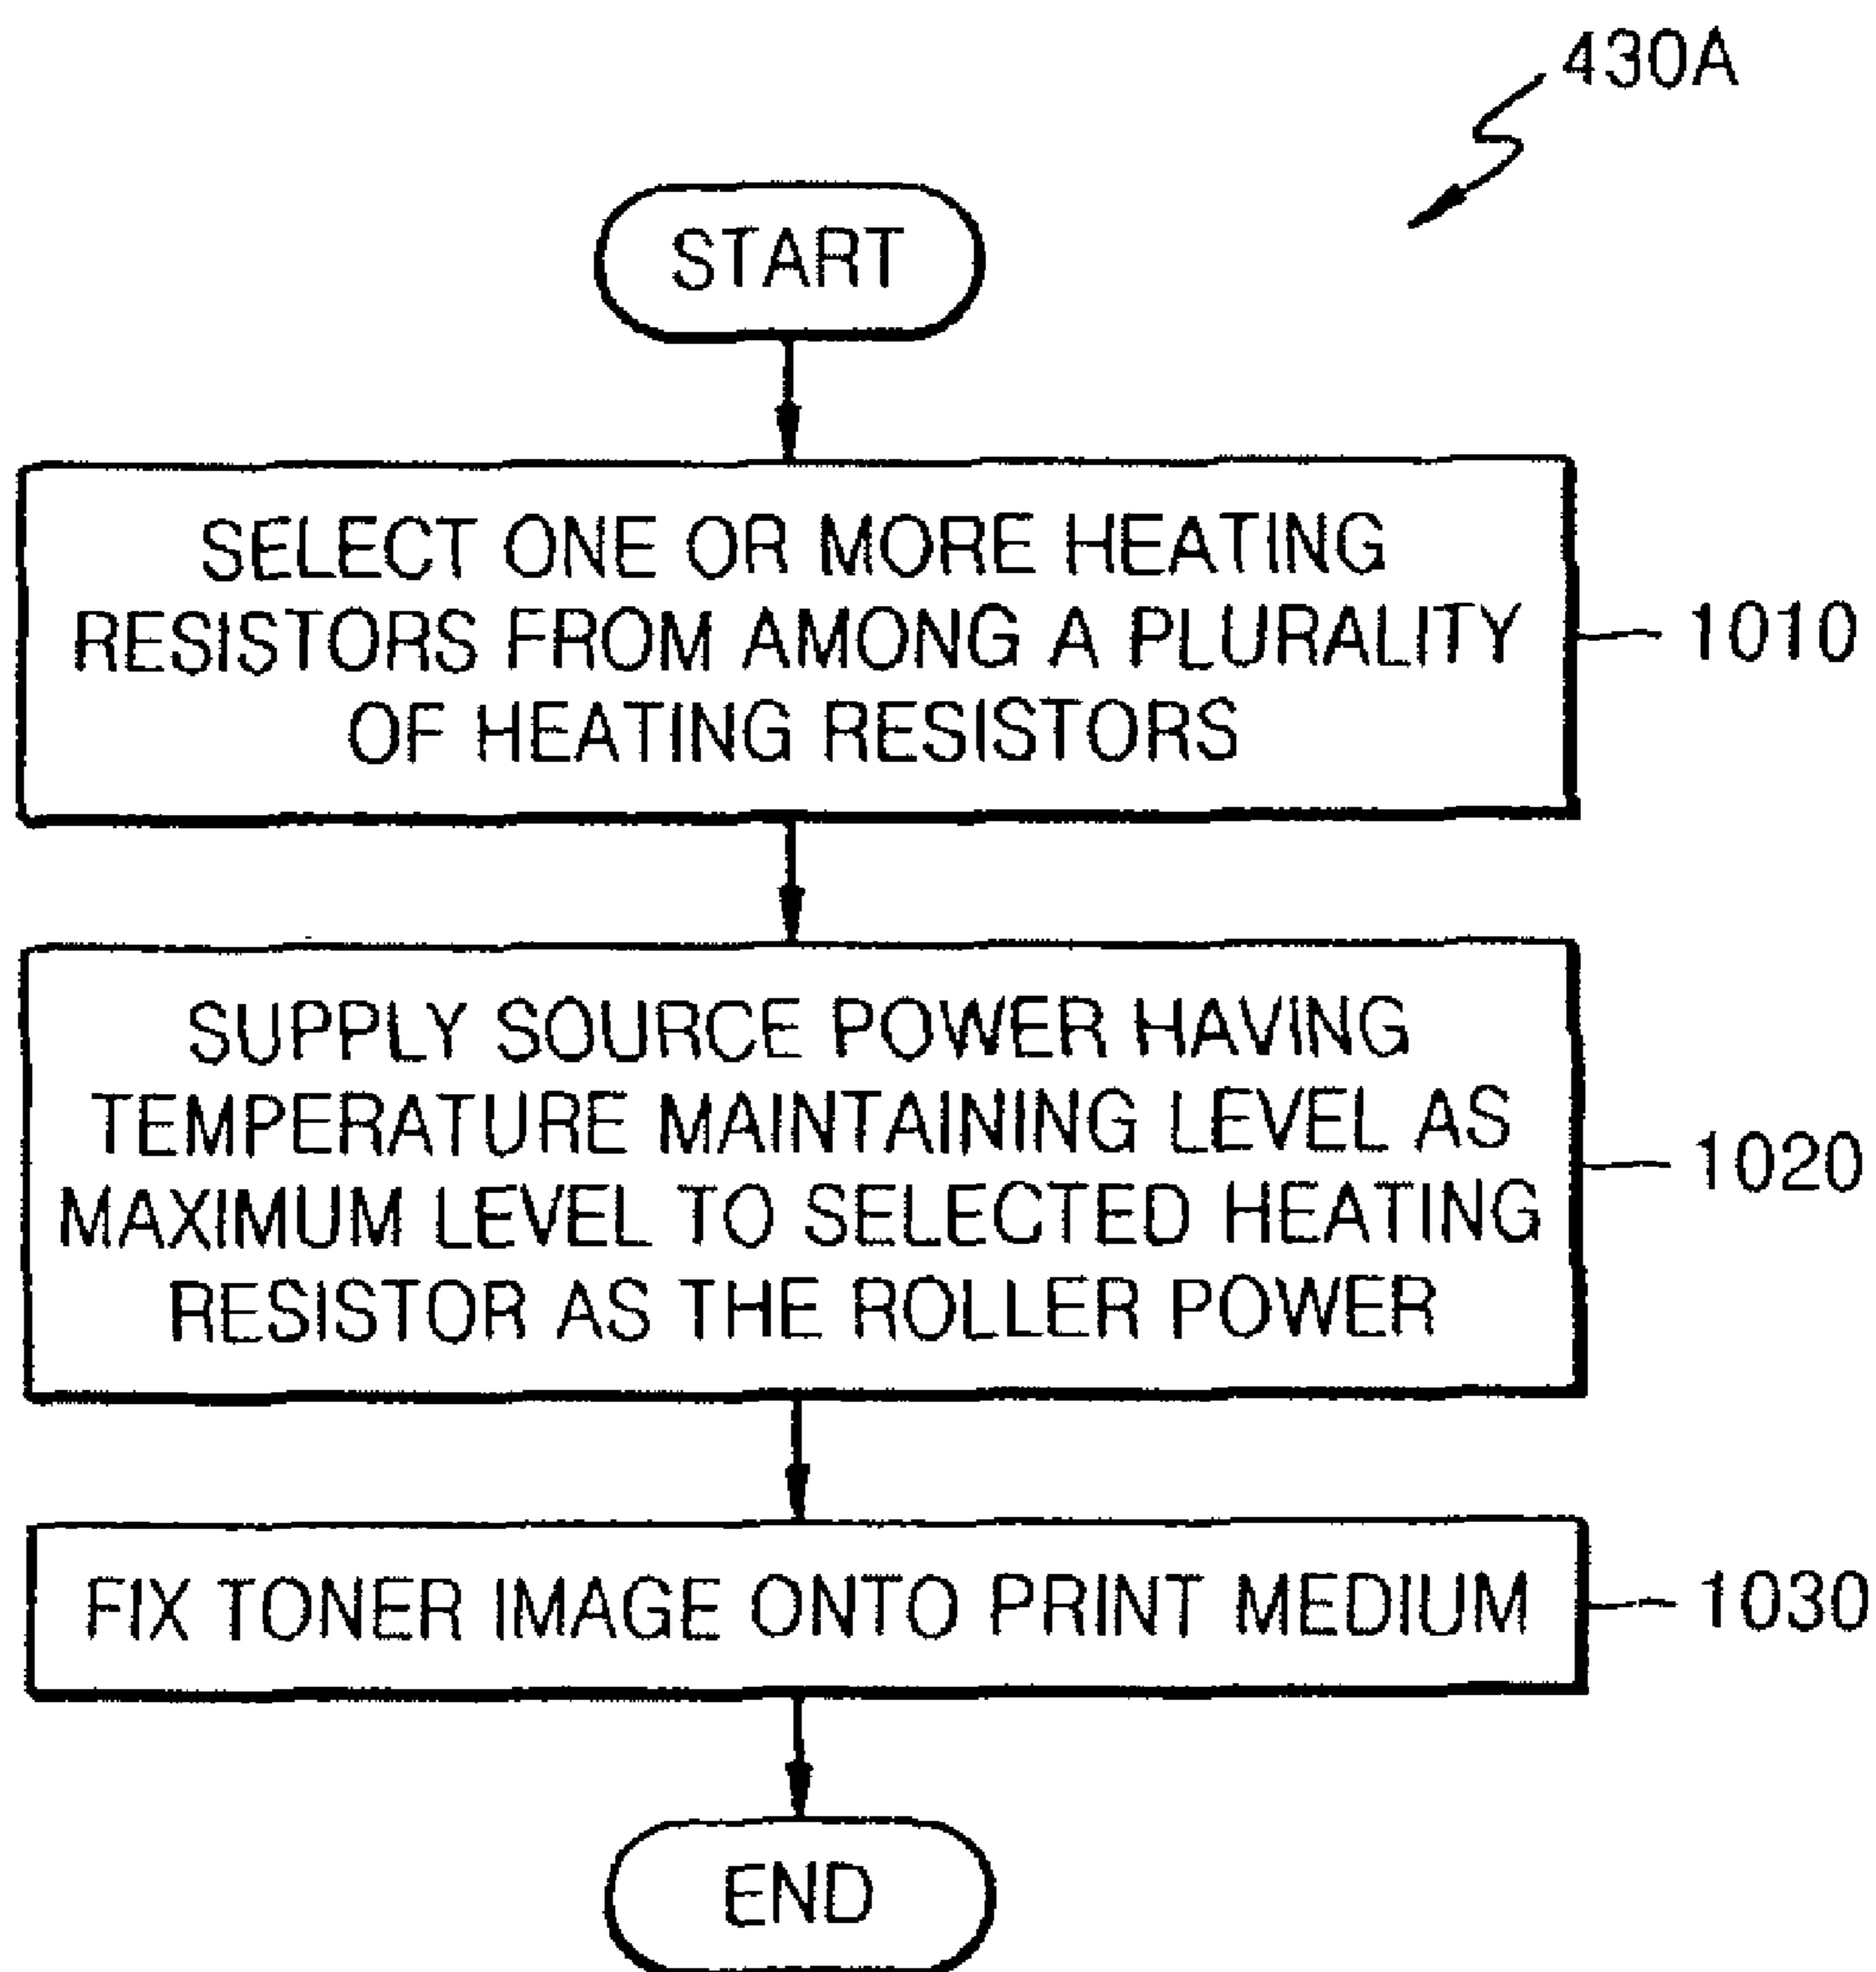 430A
START
SELECT ONE OR MORE HEATING
RESISTORS FROM AMONG A PLURALITY
OF HEATING RESISTORS
1010
SUPPLY SOURCE POWER HAVING
TEMPERATURE MAINTAINING LEVEL AS
MAXIMUM LEVEL TO SELECTED HEATING
RESISTOR AS THE ROLLER POWER
1020
FIX TONER IMAGE ONTO PRINT MEDIUM
1030
END